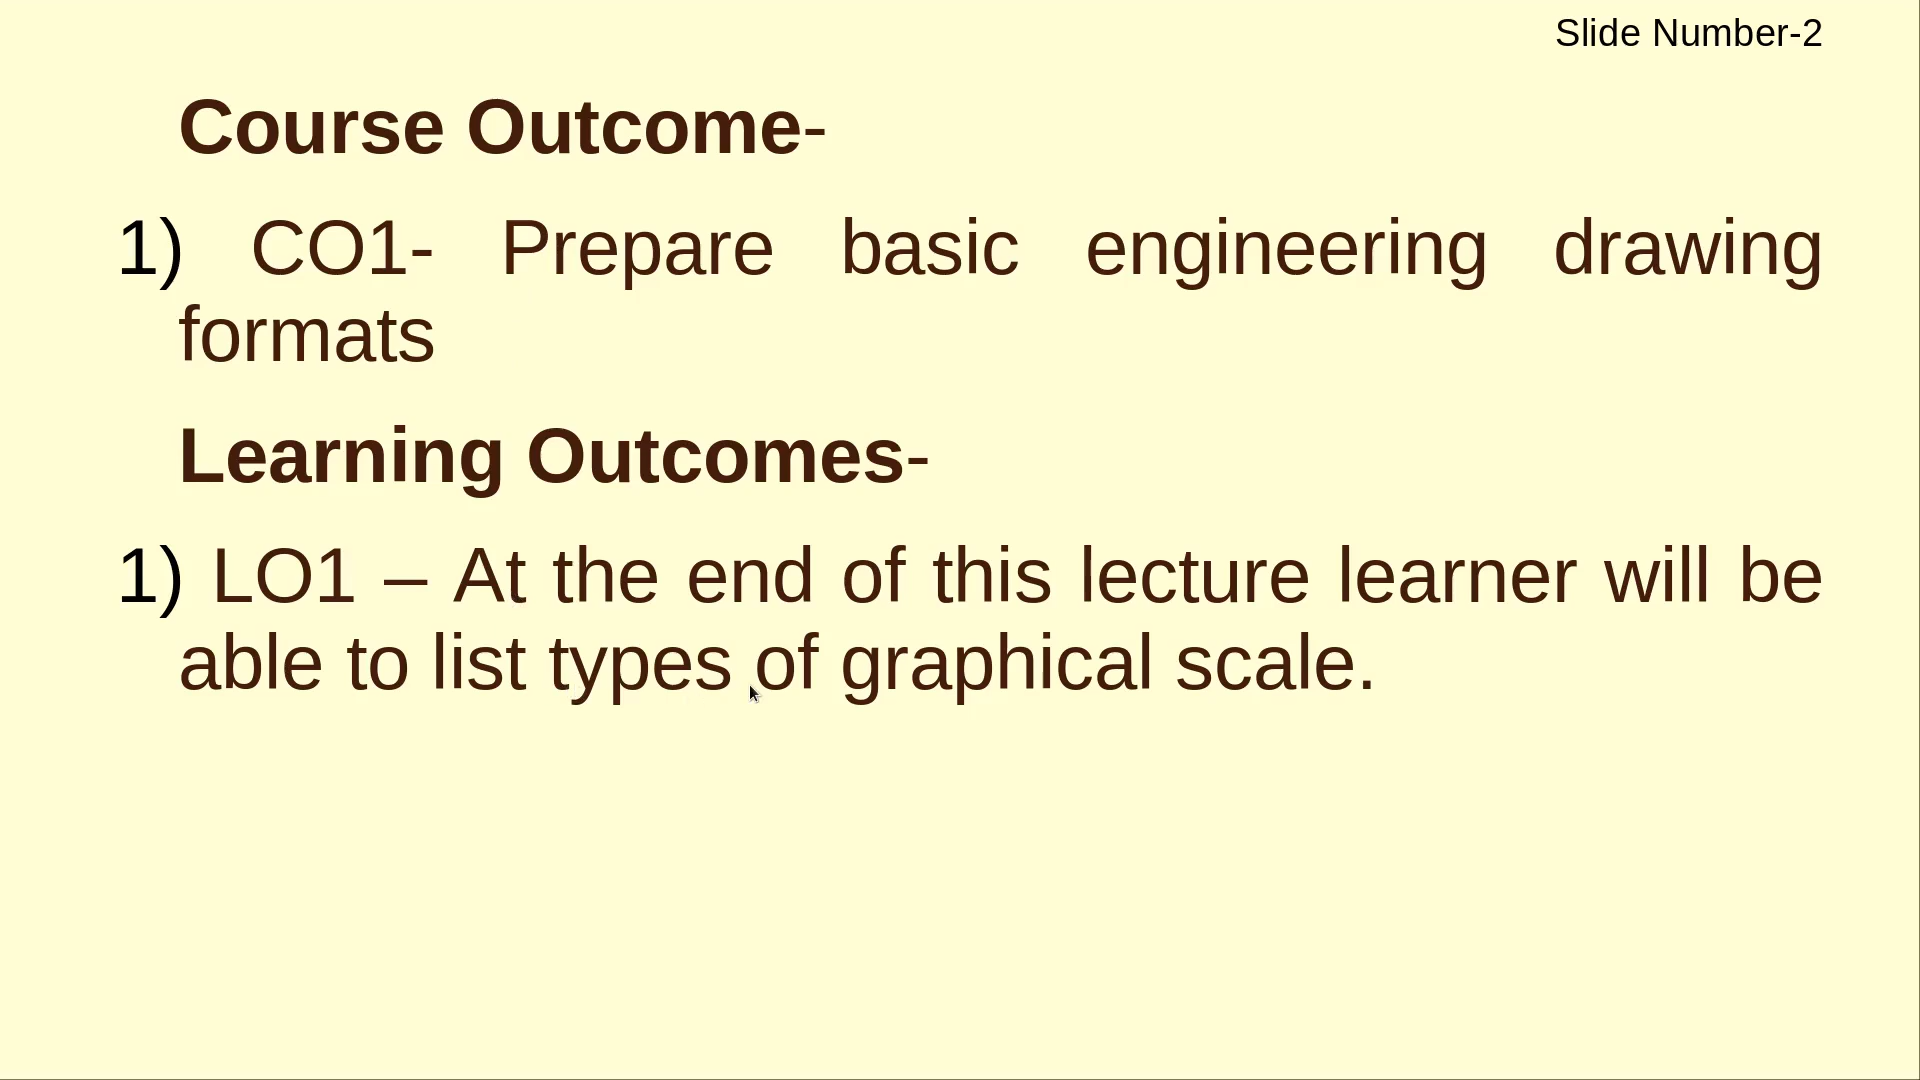 Slide Number-2
Course Outcome-
1) CO1- Prepare basic engineering drawing
formats
Learning Outcomes-
1) LO1 – At the end of this lecture learner will be
able to list types of graphical scale.